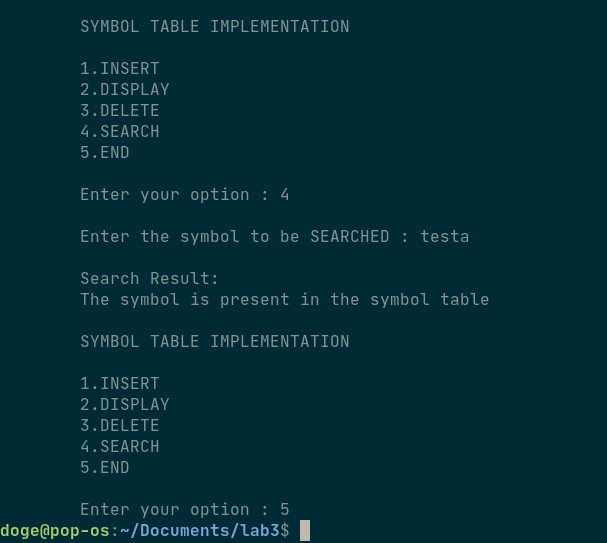 SYMBOL TABLE IMPLEMENTATION
1.INSERT
2.DISPLAY
3.DELETE
4.SEARCH
5.END
Enter your option : 4
Enter the symbol to be SEARCHED : testa
Search Result:
The symbol is present in the symbol table
SYMBOL TABLE IMPLEMENTATION
1.INSERT
2.DISPLAY
3.DELETE
4.SEARCH
5.END
Enter your option : 5
doge@pop-os:~/Documents/lab3$